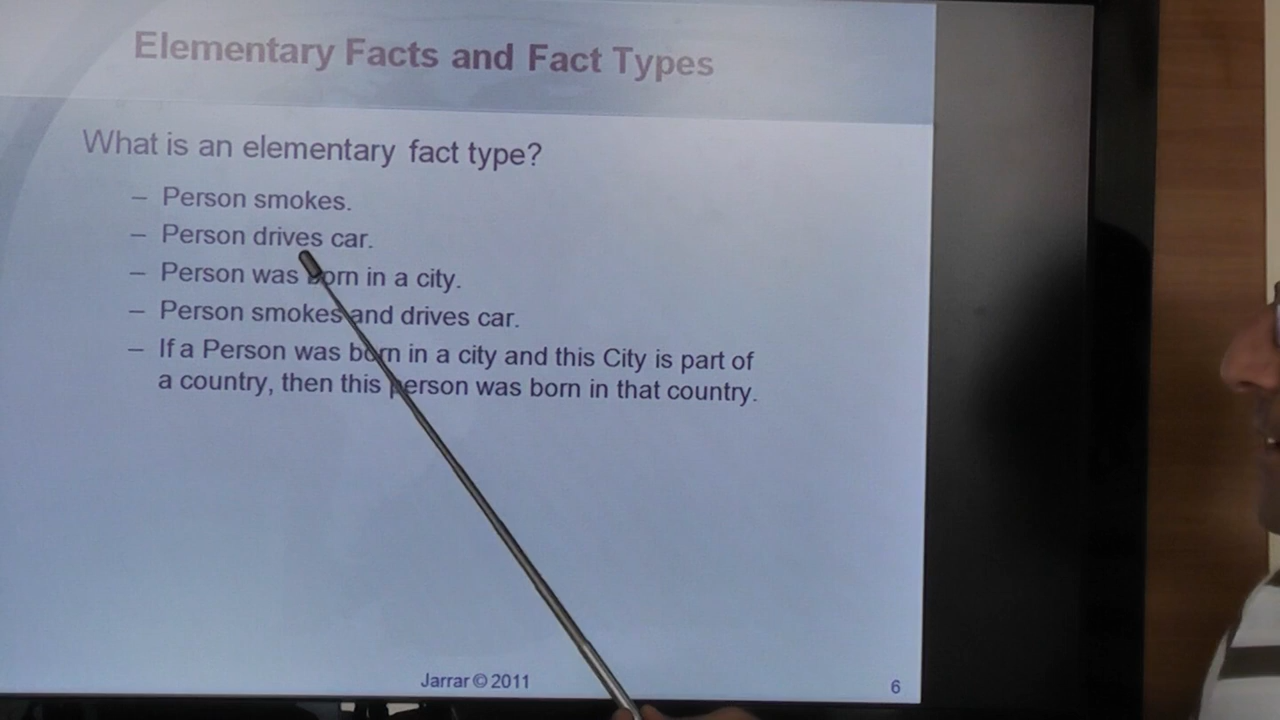 Elementary Facts and Fact Types
What is an elementary fact type?
– Person smokes.
– Person drives car.
– Person was born in a city.
– Person smokes and drives car.
– If a Person was born in a city and this City is part of
a country, then this person was born in that country.
Jarrar © 2011
6